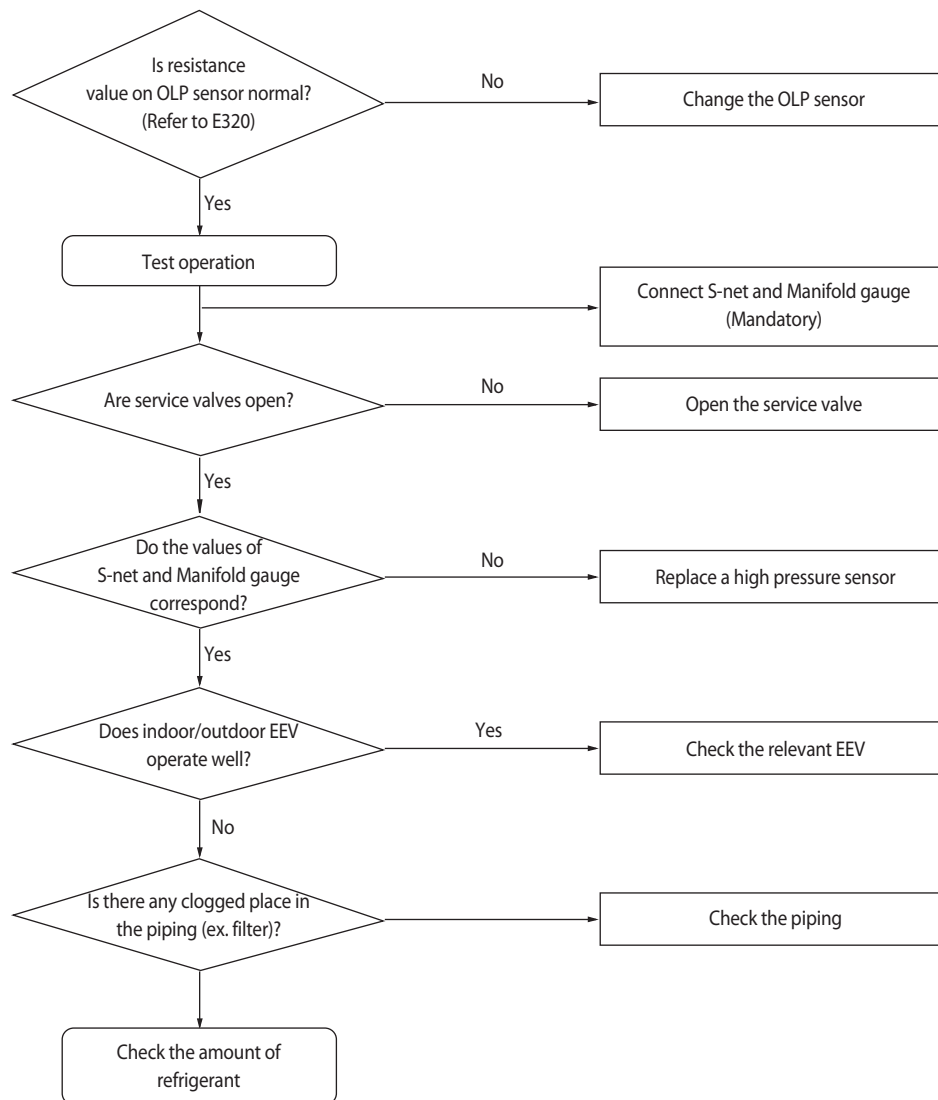 Is resistance
value on OLP sensor normal?
(Refer to E320)
No
Change the OLP sensor
Yes
Test operation
Connect S-net and Manifold gauge
(Mandatory)
Are service valves open?
No
Open the service valve
Yes
Do the values of
S-net and Manifold gauge
correspond?
No
Replace a high pressure sensor
Yes
Does indoor/outdoor EEV
operate well?
Yes
Check the relevant EEV
No
Is there any clogged place in
the piping (ex. filter)?
Check the piping
Check the amount of
refrigerant